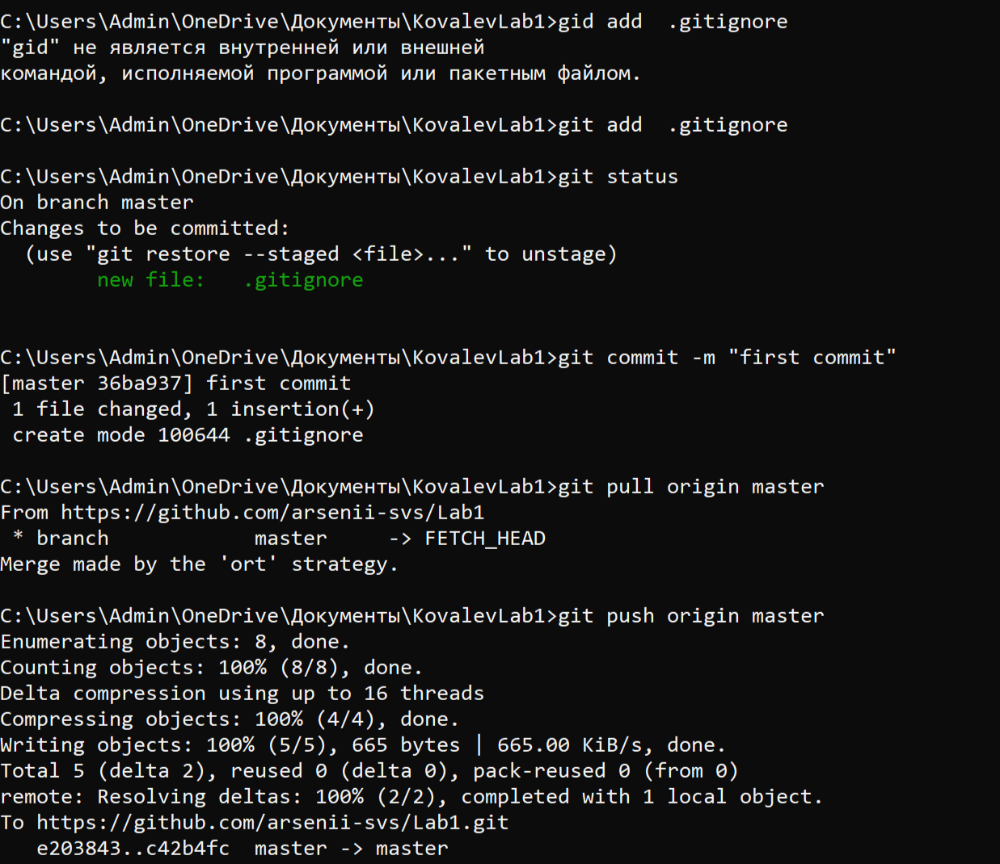 C:\Users\Admin\OneDrive\Документы\KovalevLab1>gid add  .gitignore
"gid" не является внутренней или внешней
командой, исполняемой программой или пакетным файлом.
C:\Users\Admin\OneDrive\Документы\KovalevLab1>git add  .gitignore
C:\Users\Admin\OneDrive\Документы\KovalevLab1>git status
On branch master
Changes to be committed:
  (use "git restore --staged <file>..." to unstage)
        new file:   .gitignore
C:\Users\Admin\OneDrive\Документы\KovalevLab1>git commit -m "first commit"
[master 36ba937] first commit
 1 file changed, 1 insertion(+)
 create mode 100644 .gitignore
C:\Users\Admin\OneDrive\Документы\KovalevLab1>git pull origin master
From https://github.com/arsenii-svs/Lab1
 * branch            master     -> FETCH_HEAD
Merge made by the 'ort' strategy.
C:\Users\Admin\OneDrive\Документы\KovalevLab1>git push origin master
Enumerating objects: 8, done.
Counting objects: 100% (8/8), done.
Delta compression using up to 16 threads
Compressing objects: 100% (4/4), done.
Writing objects: 100% (5/5), 665 bytes | 665.00 KiB/s, done.
Total 5 (delta 2), reused 0 (delta 0), pack-reused 0 (from 0)
remote: Resolving deltas: 100% (2/2), completed with 1 local object.
To https://github.com/arsenii-svs/Lab1.git
   e203843..c42b4fc  master -> master